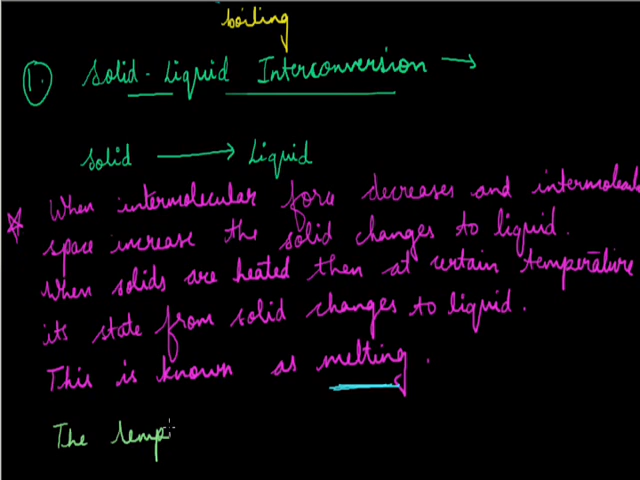 boiling
1. Solid-Liquid Interconversion →
Solid → Liquid
* When intermolecular force decreases and intermolecula
space increase the solid changes to liquid.
When solids are heated then at certain temperature
its state from solid changes to liquid.
This is known as melting.
The temp